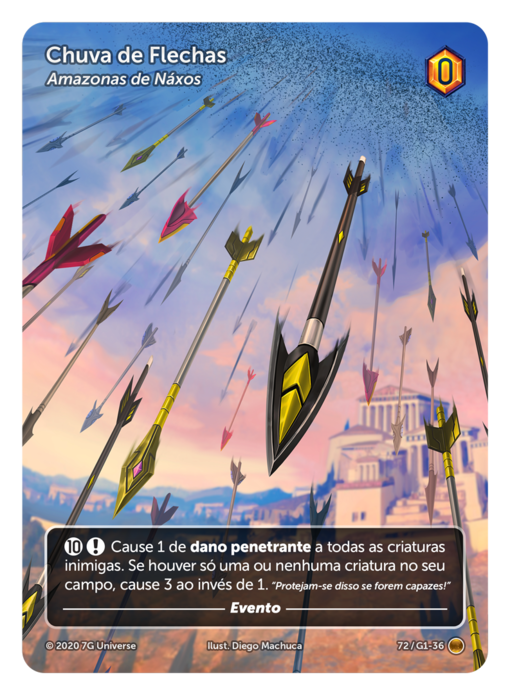 Chuva de Flechas
Amazonas de Náxos
0
10 ! Cause 1 de dano penetrante a todas as criaturas
inimigas. Se houver só uma ou nenhuma criatura no seu
campo, cause 3 ao invés de 1. "Protejam-se disso se forem capazes!"
Evento
© 2020 7G Universe
Ilust. Diego Machuca
72/G1-36